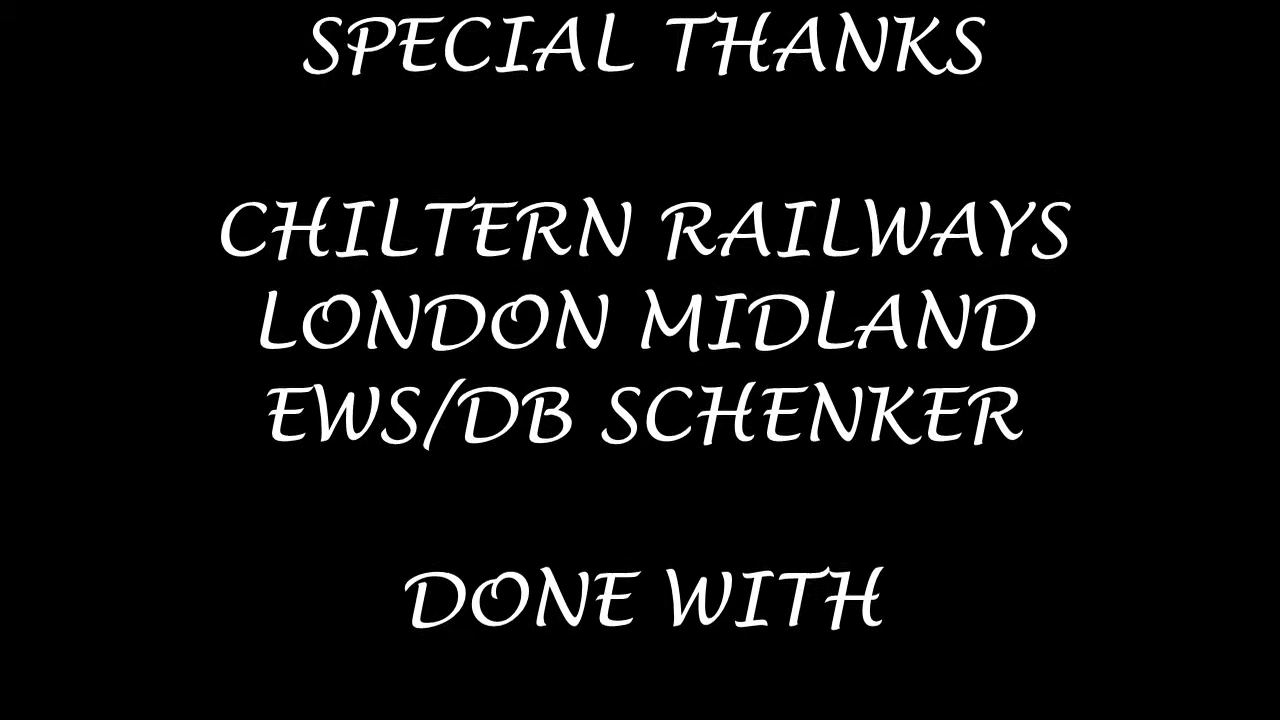 SPECIAL THANKS
CHILTERN RAILWAYS
LONDON MIDLAND
EWS/DB SCHENKER
DONE WITH